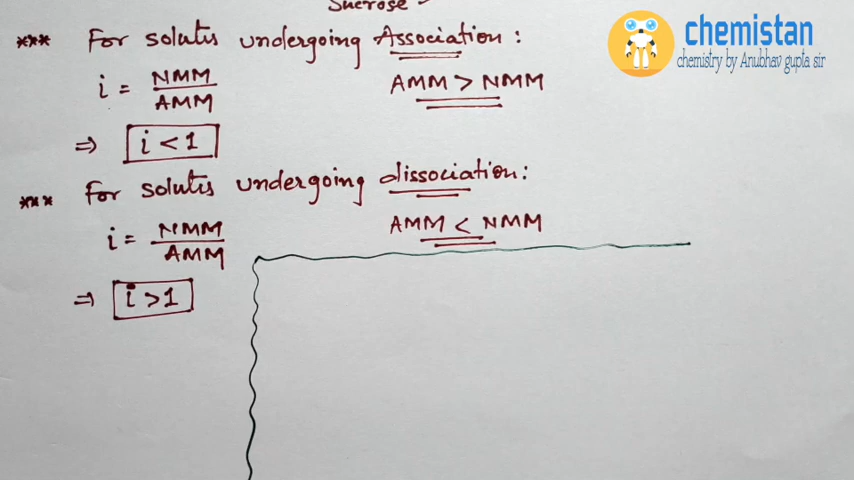 Sucrose
*** For solutes undergoing Association :
i = NMM / AMM AMM > NMM
⇒ i < 1
*** For solutes undergoing dissociation :
i = NMM / AMM AMM < NMM
⇒ i > 1
chemistan
chemistry by Anubhav gupta sir